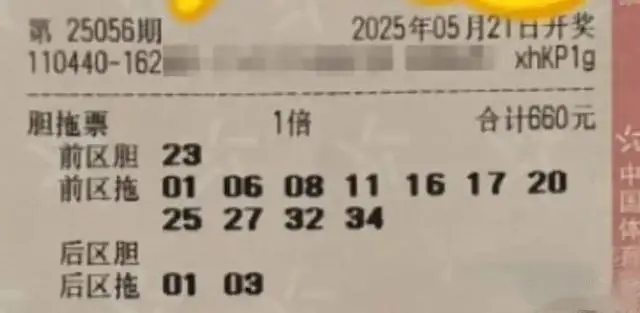 第 25056期 2025年05月21日开奖
110440-162 xhKP1g
胆拖票 1倍 合计660元
前区胆 23
前区拖 01 06 08 11 16 17 20
25 27 32 34
后区胆
后区拖 01 03
中国体